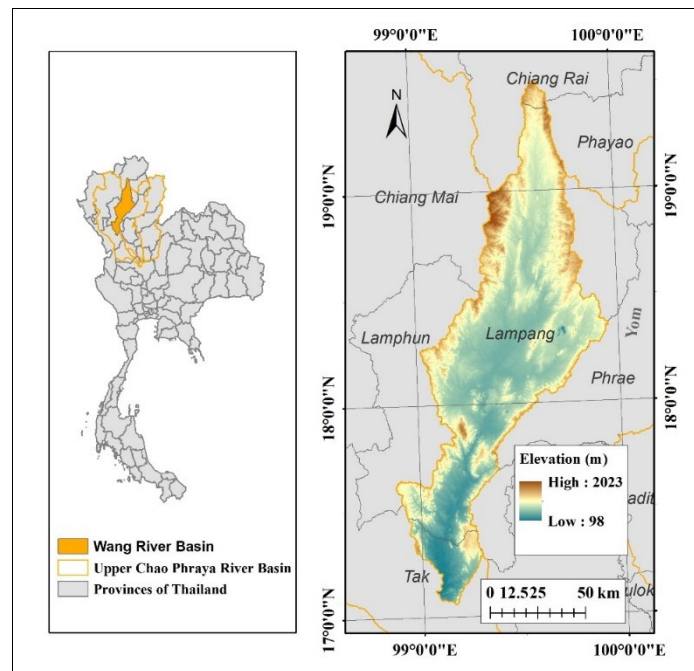 Wang River Basin
Upper Chao Phraya River Basin
Provinces of Thailand
99°0'0"E 100°0'0"E
N
Chiang Rai
Phayao
Chiang Mai
19°0'0"N 19°0'0"N
Lamphun
Lampang
Yom
Phrae
18°0'0"N 18°0'0"N
Elevation (m)
High : 2023
Low : 98
adit
Tak
0 12.525 50 km
ulok
17°0'0"N
99°0'0"E 100°0'0"E